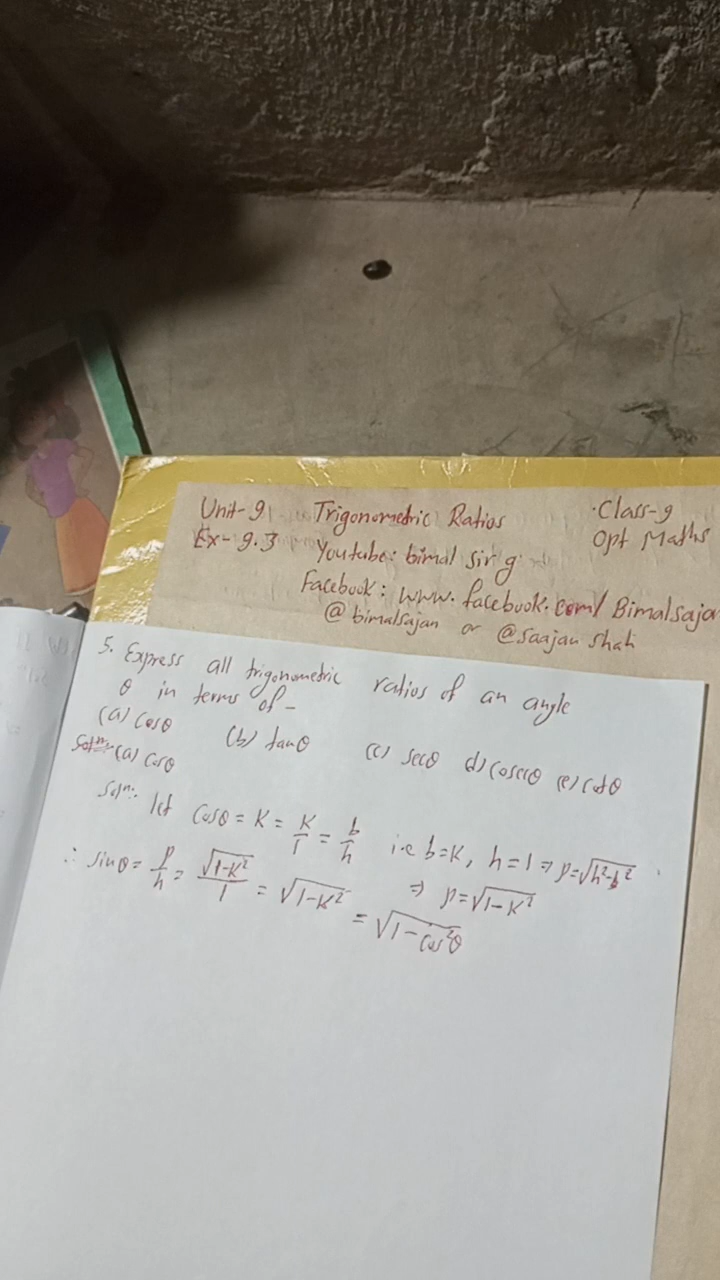 Unit-9 Trigonometric Ratios Class-9
Ex-9.3 Youtube: bimal sir g Opt Maths
Facebook: www.facebook.com/Bimalsajan
@bimalsajan or @saajan shah
5. Express all trigonometric ratios of an angle
θ in terms of -
(a) Cosθ (b) tanθ (c) secθ d) cosecθ (e) cotθ
Solⁿ:- (a) Cosθ
Solⁿ:- let Cosθ = K = K/1 = b/h i.e b=K, h=1 ⇒ p=√(h²-b²)
⇒ p=√(1-K²)
∴ sinθ = p/h = √(1-K²)/1 = √(1-K²) = √(1-cos²θ)